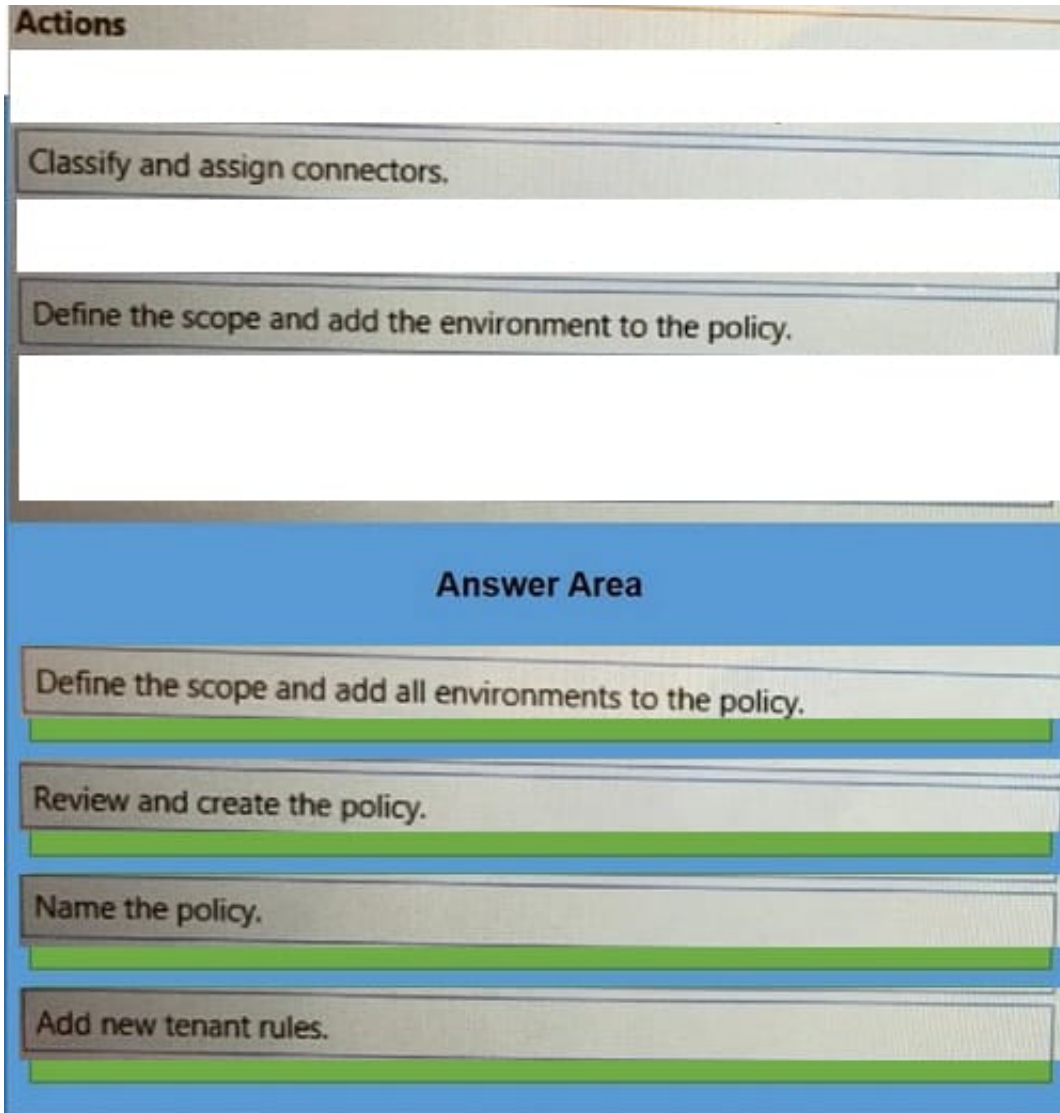 Actions
Classify and assign connectors.
Define the scope and add the environment to the policy.
Answer Area
Define the scope and add all environments to the policy.
Review and create the policy.
Name the policy.
Add new tenant rules.